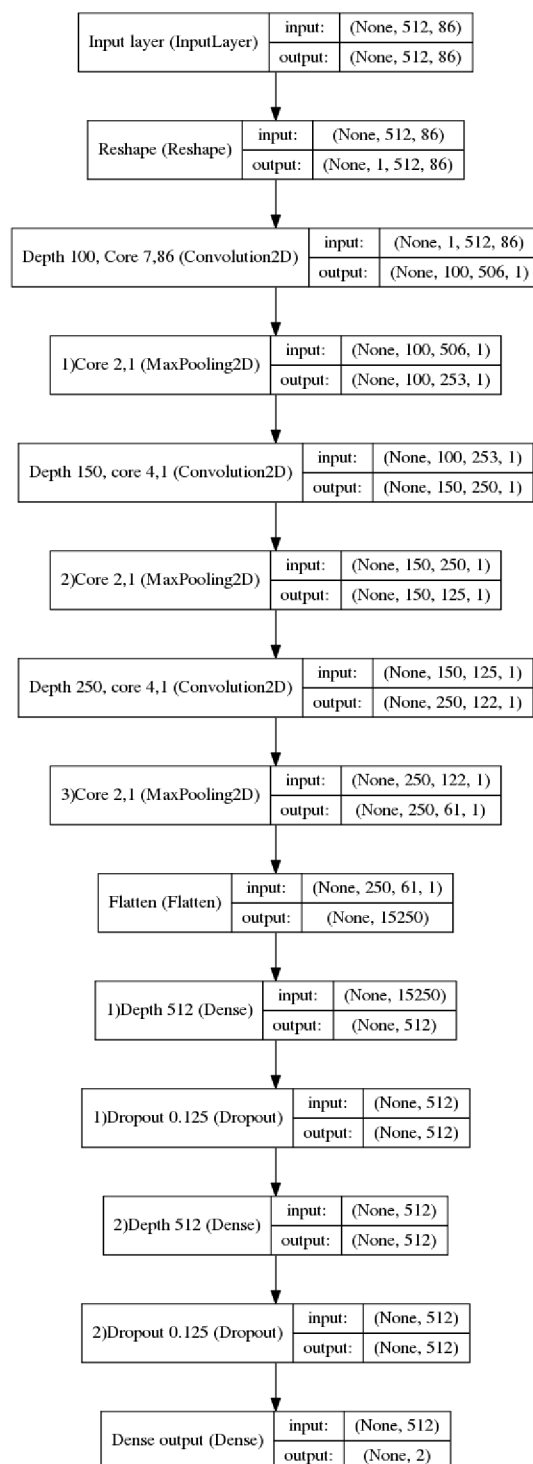 Input layer (InputLayer)
input: (None, 512, 86)
output: (None, 512, 86)
Reshape (Reshape)
input: (None, 512, 86)
output: (None, 1, 512, 86)
Depth 100, Core 7,86 (Convolution2D)
input: (None, 1, 512, 86)
output: (None, 100, 506, 1)
1)Core 2,1 (MaxPooling2D)
input: (None, 100, 506, 1)
output: (None, 100, 253, 1)
Depth 150, core 4,1 (Convolution2D)
input: (None, 100, 253, 1)
output: (None, 150, 250, 1)
2)Core 2,1 (MaxPooling2D)
input: (None, 150, 250, 1)
output: (None, 150, 125, 1)
Depth 250, core 4,1 (Convolution2D)
input: (None, 150, 125, 1)
output: (None, 250, 122, 1)
3)Core 2,1 (MaxPooling2D)
input: (None, 250, 122, 1)
output: (None, 250, 61, 1)
Flatten (Flatten)
input: (None, 250, 61, 1)
output: (None, 15250)
1)Depth 512 (Dense)
input: (None, 15250)
output: (None, 512)
1)Dropout 0.125 (Dropout)
input: (None, 512)
output: (None, 512)
2)Depth 512 (Dense)
input: (None, 512)
output: (None, 512)
2)Dropout 0.125 (Dropout)
input: (None, 512)
output: (None, 512)
Dense output (Dense)
input: (None, 512)
output: (None, 2)